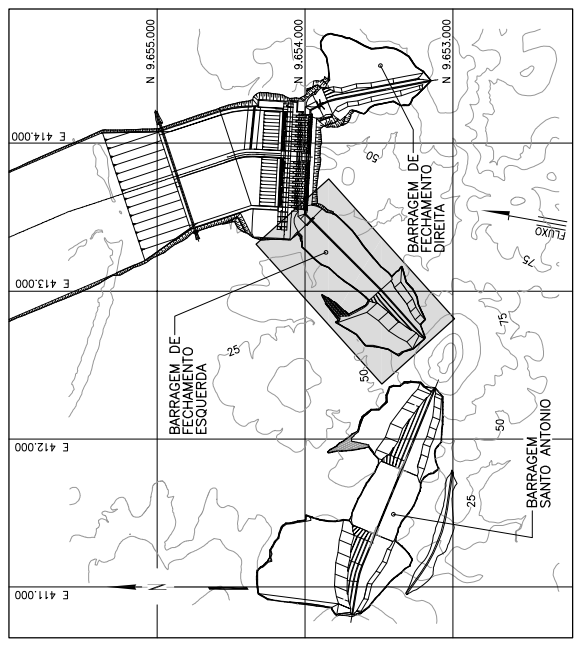 N 9.655.000
N 9.654.000
N 9.653.000
E 414.000
E 413.000
E 412.000
E 411.000
BARRAGEM DE
FECHAMENTO
DIREITA
50
FLUXO
75
BARRAGEM DE
FECHAMENTO
ESQUERDA
25
50
75
50
25
BARRAGEM
SANTO ANTONIO
N